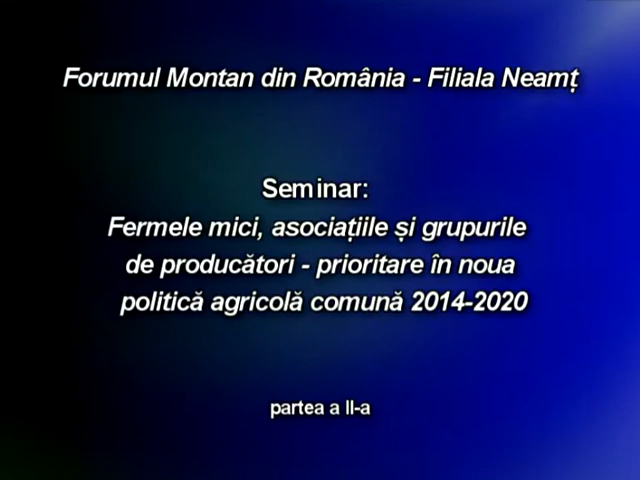 Forumul Montan din România - Filiala Neamț
Seminar:
Fermele mici, asociațiile și grupurile
de producători - prioritare în noua
politică agricolă comună 2014-2020
partea a II-a